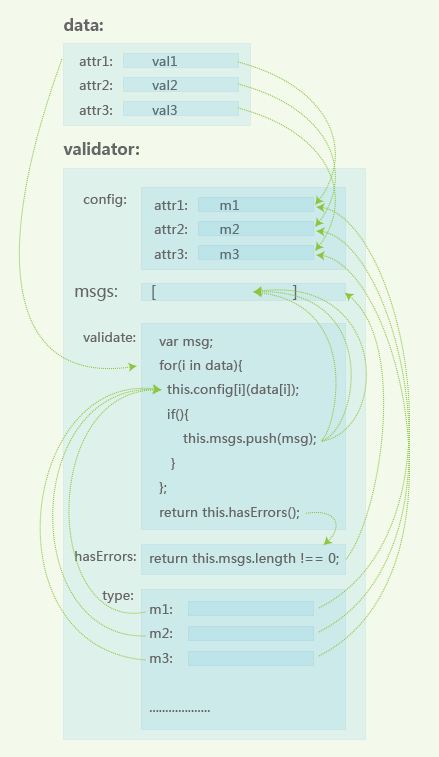 data:
attr1: val1
attr2: val2
attr3: val3
validator:
config:
attr1: m1
attr2: m2
attr3: m3
msgs: [ ]
validate:
var msg;
for(i in data){
this.config[i](data[i]);
if(){
this.msgs.push(msg);
}
};
return this.hasErrors();
hasErrors: return this.msgs.length !== 0;
type:
m1:
m2:
m3:
...................